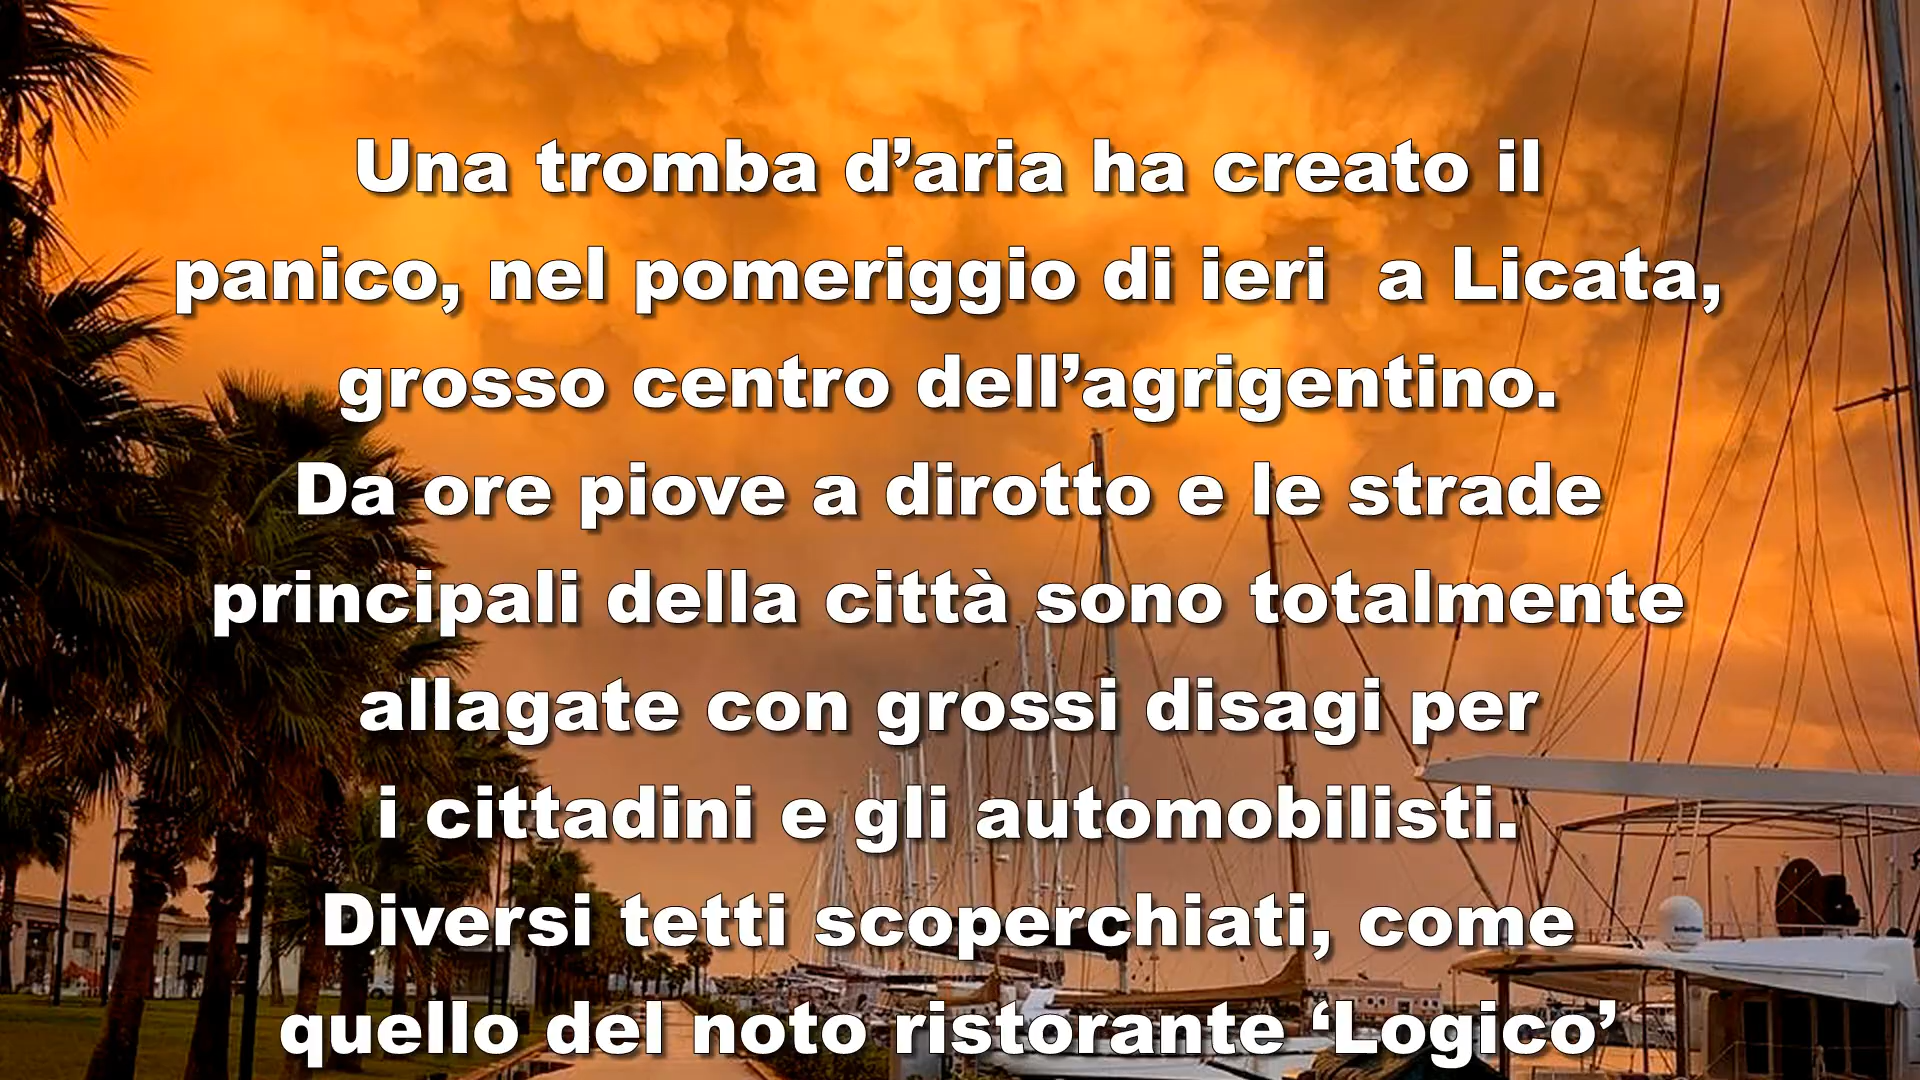 Una tromba d’aria ha creato il
panico, nel pomeriggio di ieri  a Licata,
grosso centro dell’agrigentino.
Da ore piove a dirotto e le strade
principali della città sono totalmente
allagate con grossi disagi per
i cittadini e gli automobilisti.
Diversi tetti scoperchiati, come
quello del noto ristorante ‘Logico’